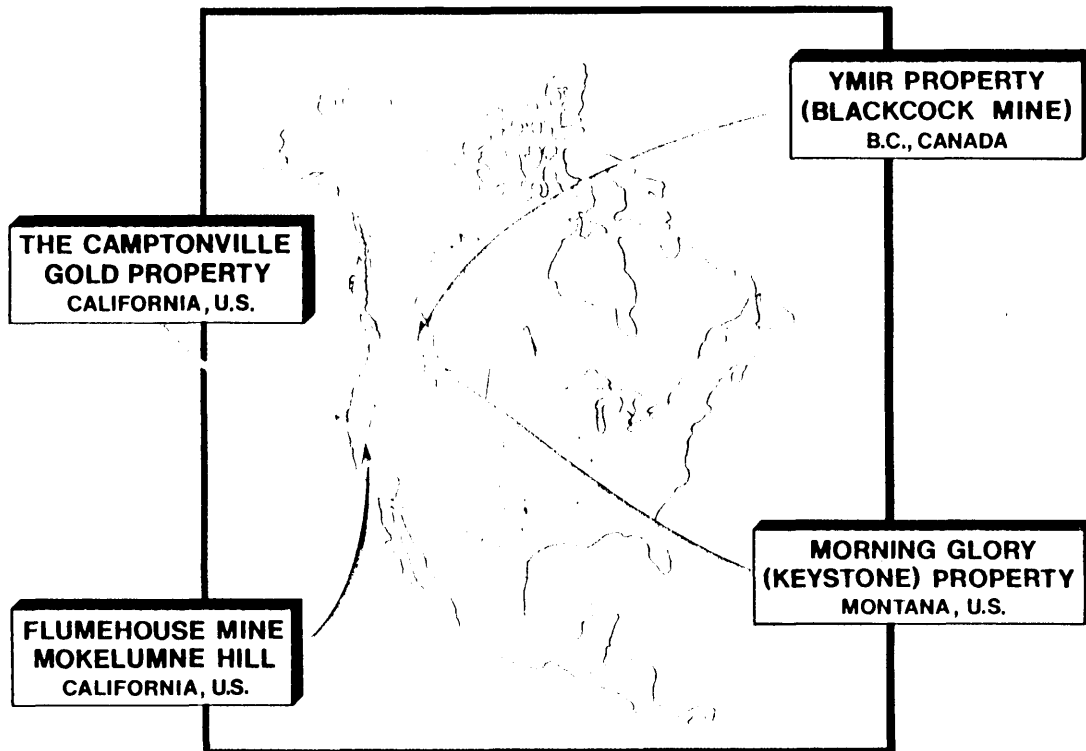 YMIR PROPERTY
(BLACKCOCK MINE)
B.C., CANADA
THE CAMPTONVILLE
GOLD PROPERTY
CALIFORNIA, U.S.
MORNING GLORY
(KEYSTONE) PROPERTY
MONTANA, U.S.
FLUMEHOUSE MINE
MOKELUMNE HILL
CALIFORNIA, U.S.